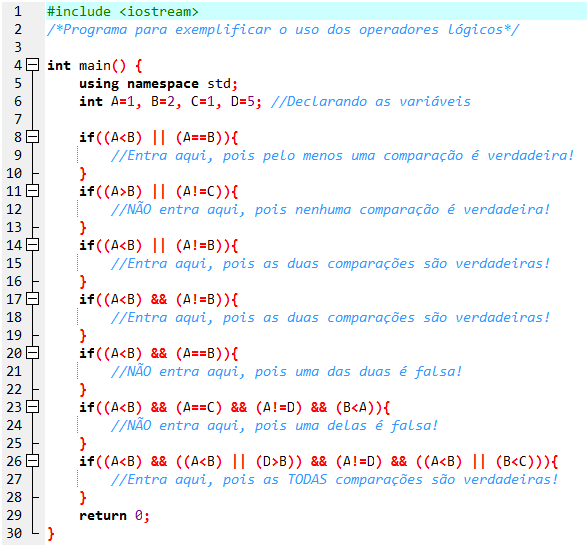 1 #include <iostream>
2 /*Programa para exemplificar o uso dos operadores lógicos*/
3
4 int main() {
5     using namespace std;
6     int A=1, B=2, C=1, D=5; //Declarando as variáveis
7
8     if((A<B) || (A==B)){
9         //Entra aqui, pois pelo menos uma comparação é verdadeira!
10     }
11     if((A>B) || (A!=C)){
12         //NÃO entra aqui, pois nenhuma comparação é verdadeira!
13     }
14     if((A<B) || (A!=B)){
15         //Entra aqui, pois as duas comparações são verdadeiras!
16     }
17     if((A<B) && (A!=B)){
18         //Entra aqui, pois as duas comparações são verdadeiras!
19     }
20     if((A<B) && (A==B)){
21         //NÃO entra aqui, pois uma das duas é falsa!
22     }
23     if((A<B) && (A==C) && (A!=D) && (B<A)){
24         //NÃO entra aqui, pois uma delas é falsa!
25     }
26     if((A<B) && ((A<B) || (D>B)) && (A!=D) && ((A<B) || (B<C))){
27         //Entra aqui, pois as TODAS comparações são verdadeiras!
28     }
29     return 0;
30 }